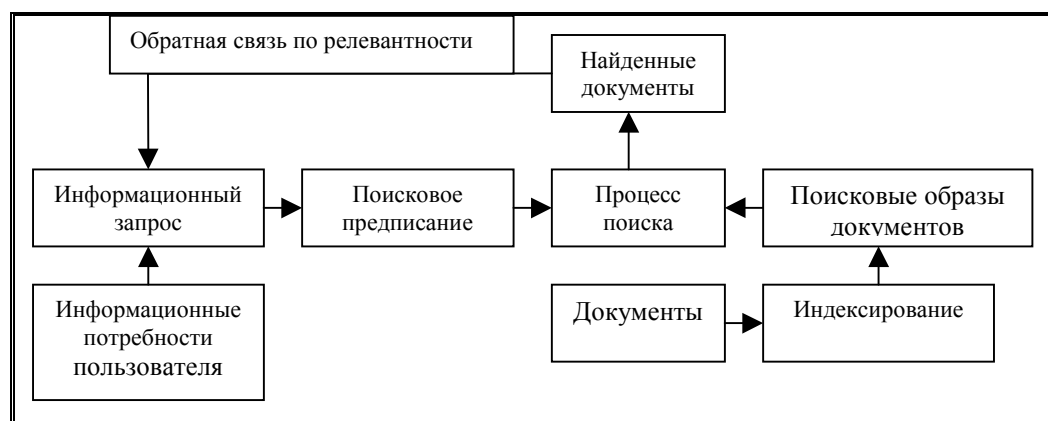 Обратная связь по релевантности
Найденные
документы
Информационный
запрос
Поисковое
предписание
Процесс
поиска
Поисковые образы
документов
Информационные
потребности
пользователя
Документы
Индексирование